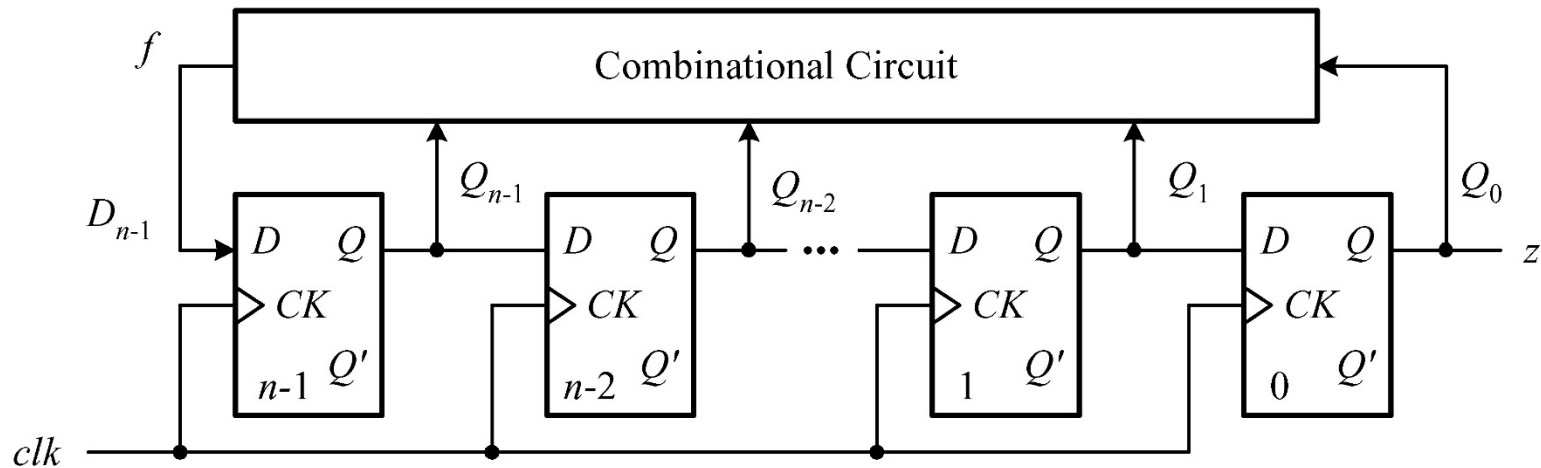 f
Combinational Circuit
D_{n-1}
Q_{n-1}
Q_{n-2}
Q_1
Q_0
D Q
CK
Q'
n-1
D Q
CK
Q'
n-2
...
D Q
CK
Q'
1
D Q
CK
Q'
0
z
clk